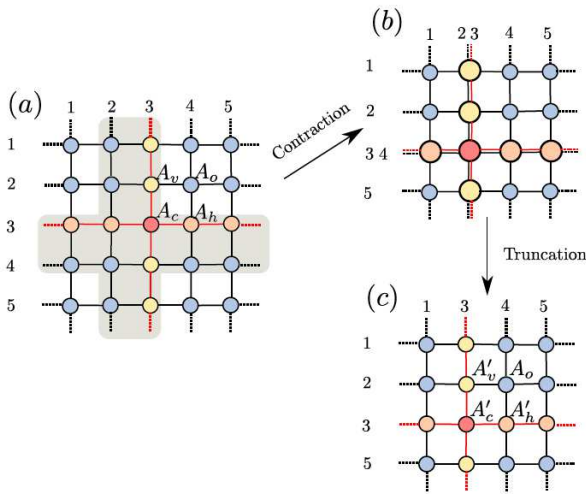 (a)
1 2 3 4 5
1
2
3
4
5
A_v A_o
A_c A_h
Contraction
(b)
1 2 3 4 5
1
2
3 4
5
Truncation
(c)
1 3 4 5
1
2
3
5
A'_v A_o
A'_c A'_h